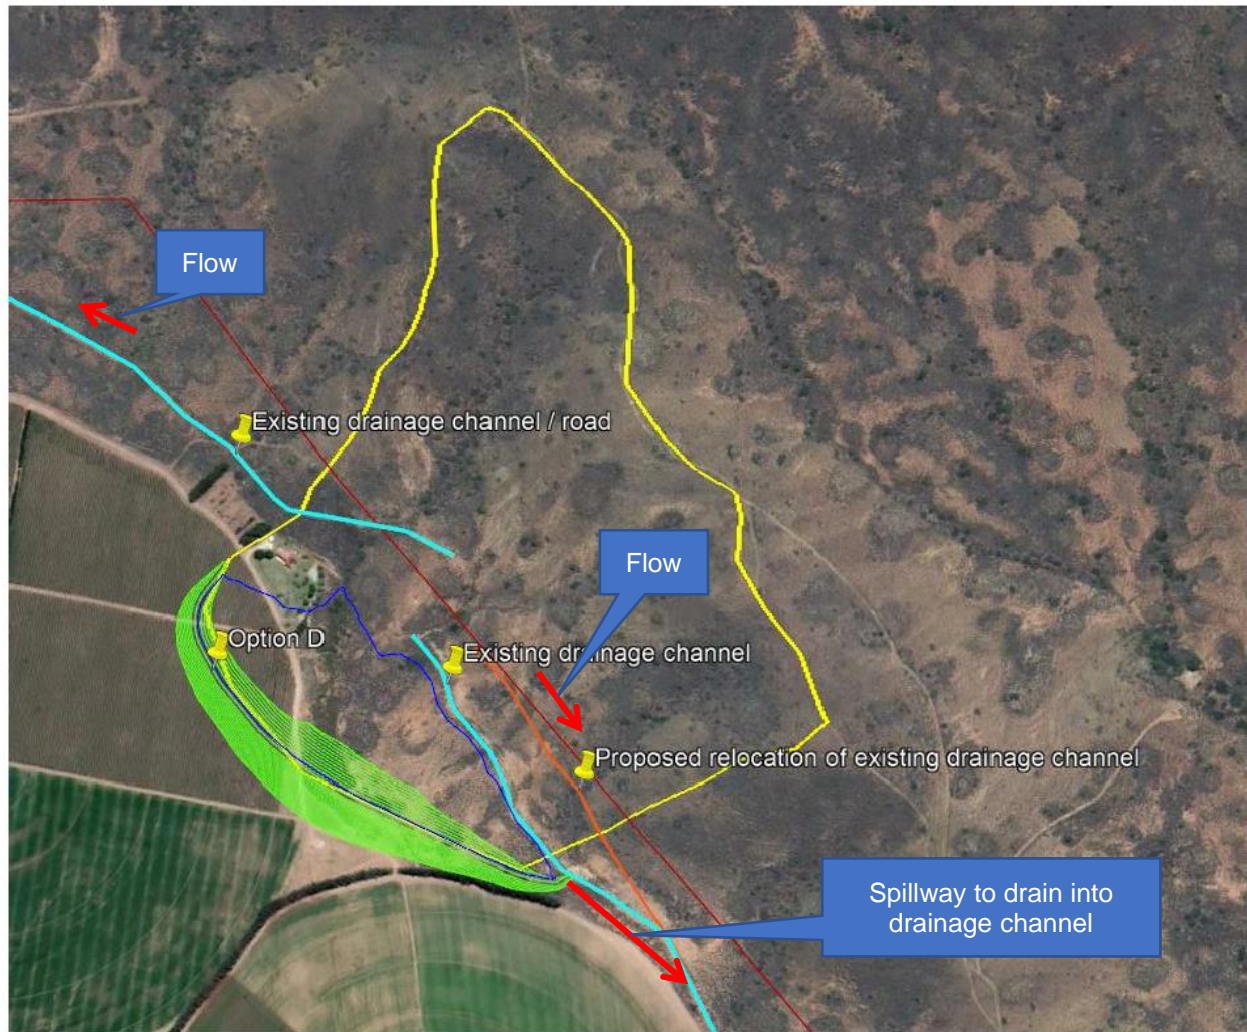 Flow
Existing drainage channel / road
Flow
Option D
Existing drainage channel
Proposed relocation of existing drainage channel
Spillway to drain into
drainage channel